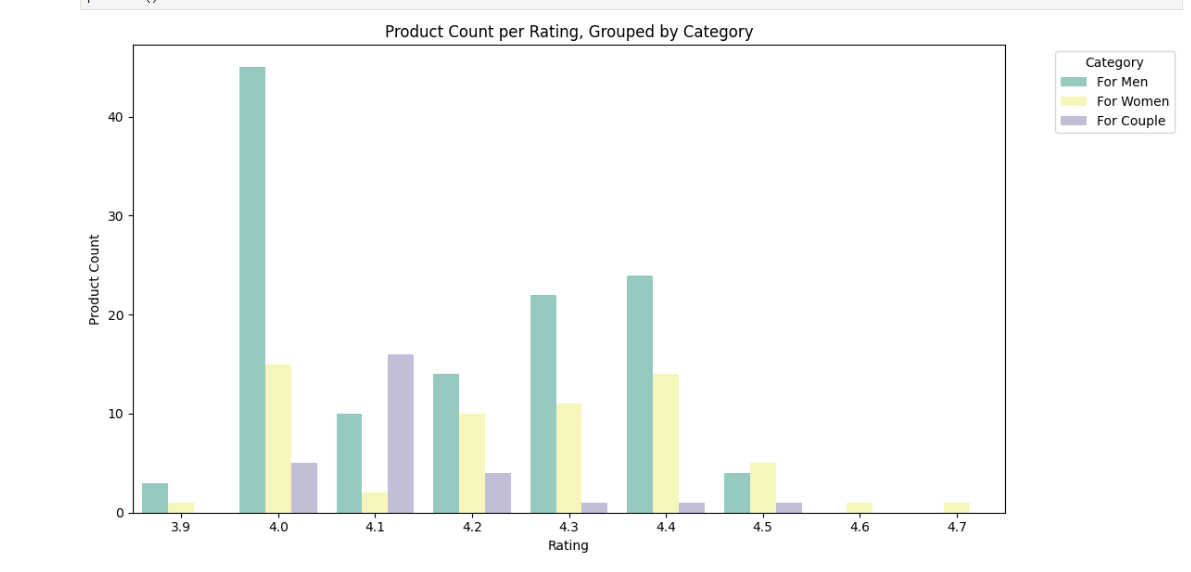 Product Count per Rating, Grouped by Category
Category
For Men
For Women
For Couple
Product Count
40
30
20
10
0
3.9 4.0 4.1 4.2 4.3 4.4 4.5 4.6 4.7
Rating